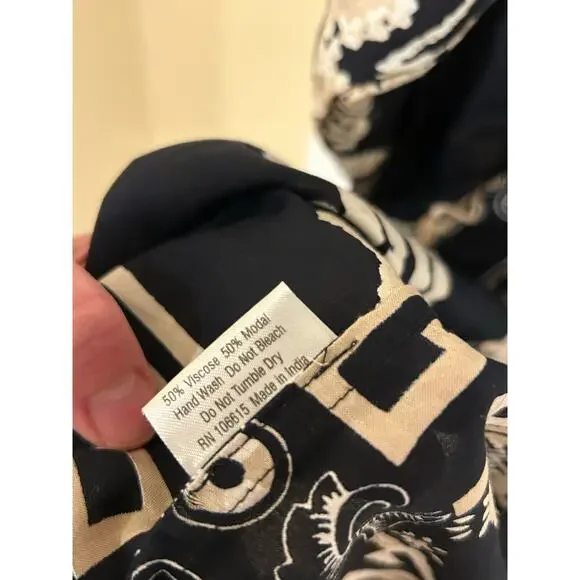 50% Viscose 50% Modal
Hand Wash Do Not Bleach
Do Not Tumble Dry
RN 106615 Made in India